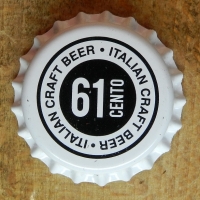 ITALIAN CRAFT BEER • ITALIAN CRAFT BEER •
61
CENTO